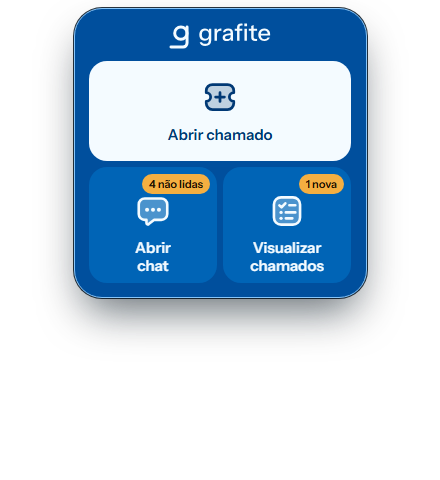 grafite
Abrir chamado
4 não lidas
Abrir
chat
1 nova
Visualizar
chamados